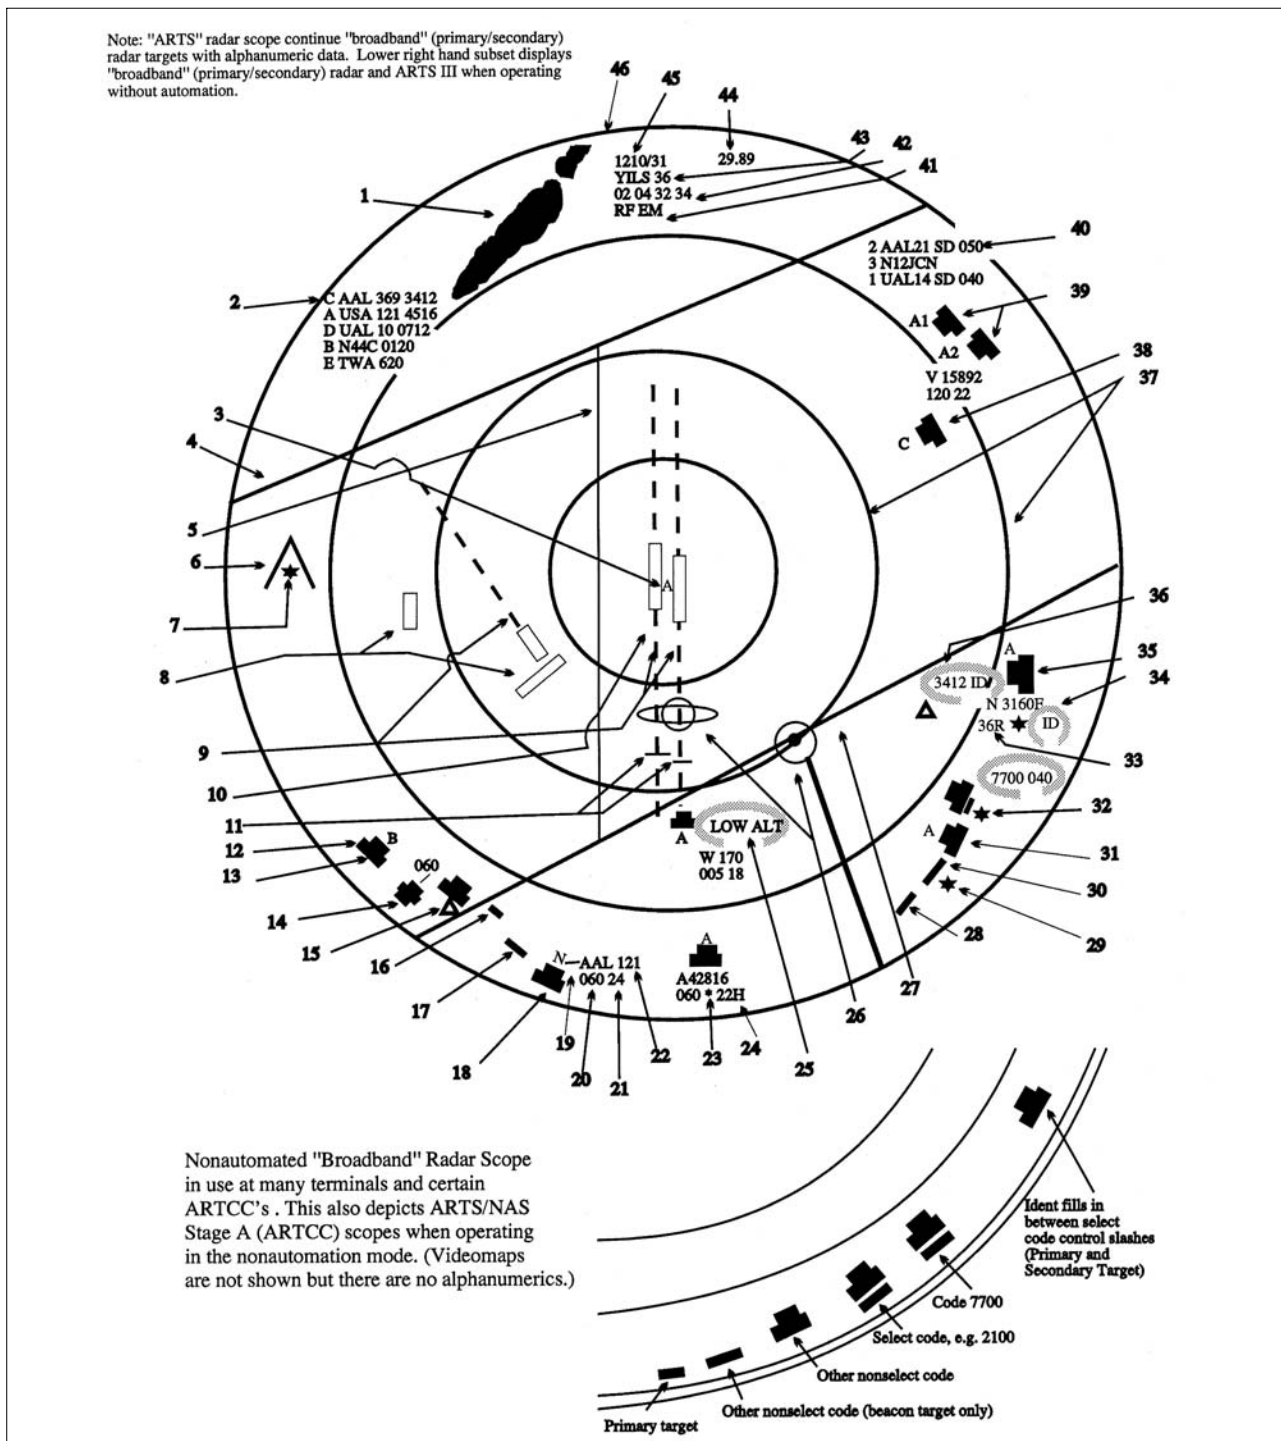 Note: "ARTS" radar scope continue "broadband" (primary/secondary)
radar targets with alphanumeric data. Lower right hand subset displays
"broadband" (primary/secondary) radar and ARTS III when operating
without automation.
46
45
44
43
42
41
1210/31
29.89
YILS 36
02 04 32 34
RF EM
1
40
2 AAL21 SD 050
3 N12JCN
1 UAL14 SD 040
39
2
C AAL 369 3412
A USA 121 4516
D UAL 10 0712
B N44C 0120
E TWA 620
A1
A2
38
V 15892
120 22
37
3
C
4
5
6
7
A
8
36
A
35
3412 ID
34
N 3160F
36R
ID
9
33
7700 040
10
32
11
LOW ALT
A
A
31
12
B
W 170
005 18
13
060
30
14
28
29
15
16
27
A
N
AAL 121
060 24
A42816
060 * 22H
17
26
18
19
20
21
22
23
24
25
Nonautomated "Broadband" Radar Scope
in use at many terminals and certain
ARTCC's . This also depicts ARTS/NAS
Stage A (ARTCC) scopes when operating
in the nonautomation mode. (Videomaps
are not shown but there are no alphanumerics.)
Ident fills in
between select
code control slashes
(Primary and
Secondary Target)
Code 7700
Select code, e.g. 2100
Other nonselect code
Other nonselect code (beacon target only)
Primary target